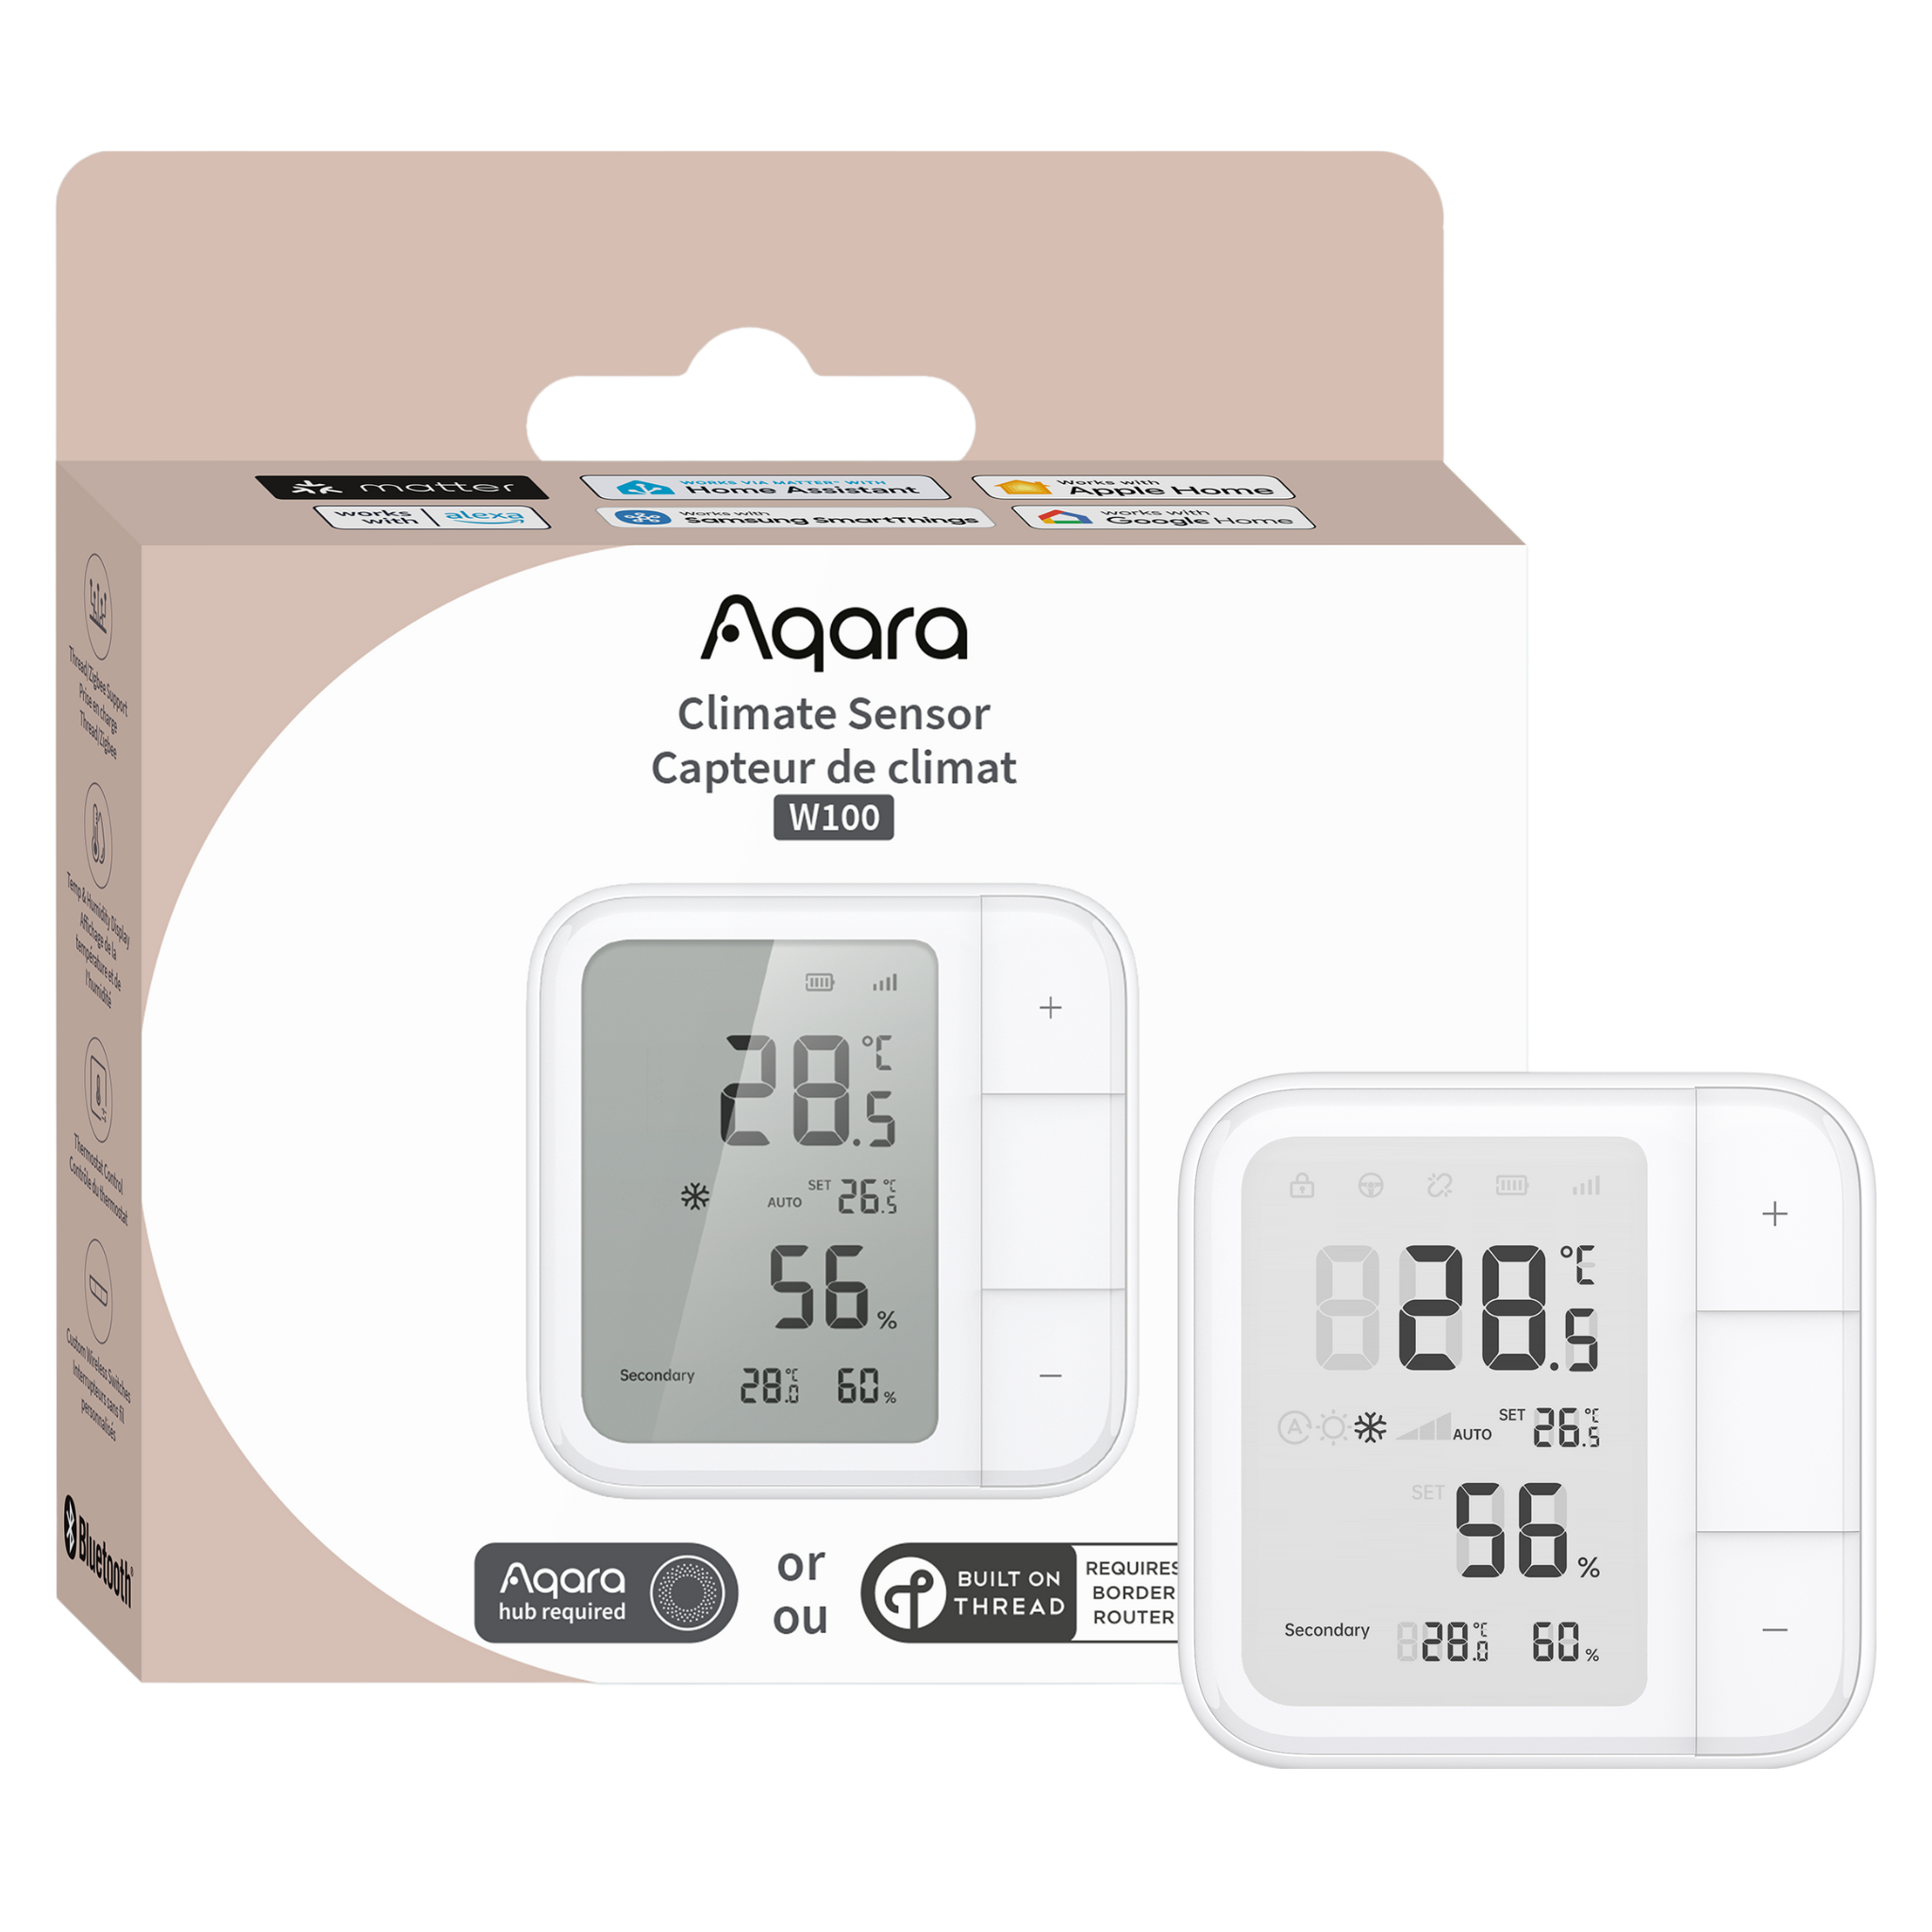 matter
WORKS VIA MATTER™ WITH
Home Assistant
Works with
Apple Home
works with | alexa
Works with
Samsung SmartThings
works with
Google Home
Aqara
Climate Sensor
Capteur de climat
W100
28.5 °C
AUTO SET 26.5 °C
56 %
Secondary 28.0 °C 60 %
+
−
Aqara
hub required
or
ou
BUILT ON
THREAD
REQUIRES
BORDER
ROUTER
Thread/Zigbee Support
Prise en charge
Thread/Zigbee
Temp & Humidity Display
Affichage de la
température et de
l'humidité
Thermostat Control
Contrôle du thermostat
Custom Wireless Switches
Interrupteurs sans fil
personnalisés
Bluetooth®
+
−
28.5 °C
A AUTO SET 26.5 °C
SET 56 %
Secondary 28.0 °C 60 %